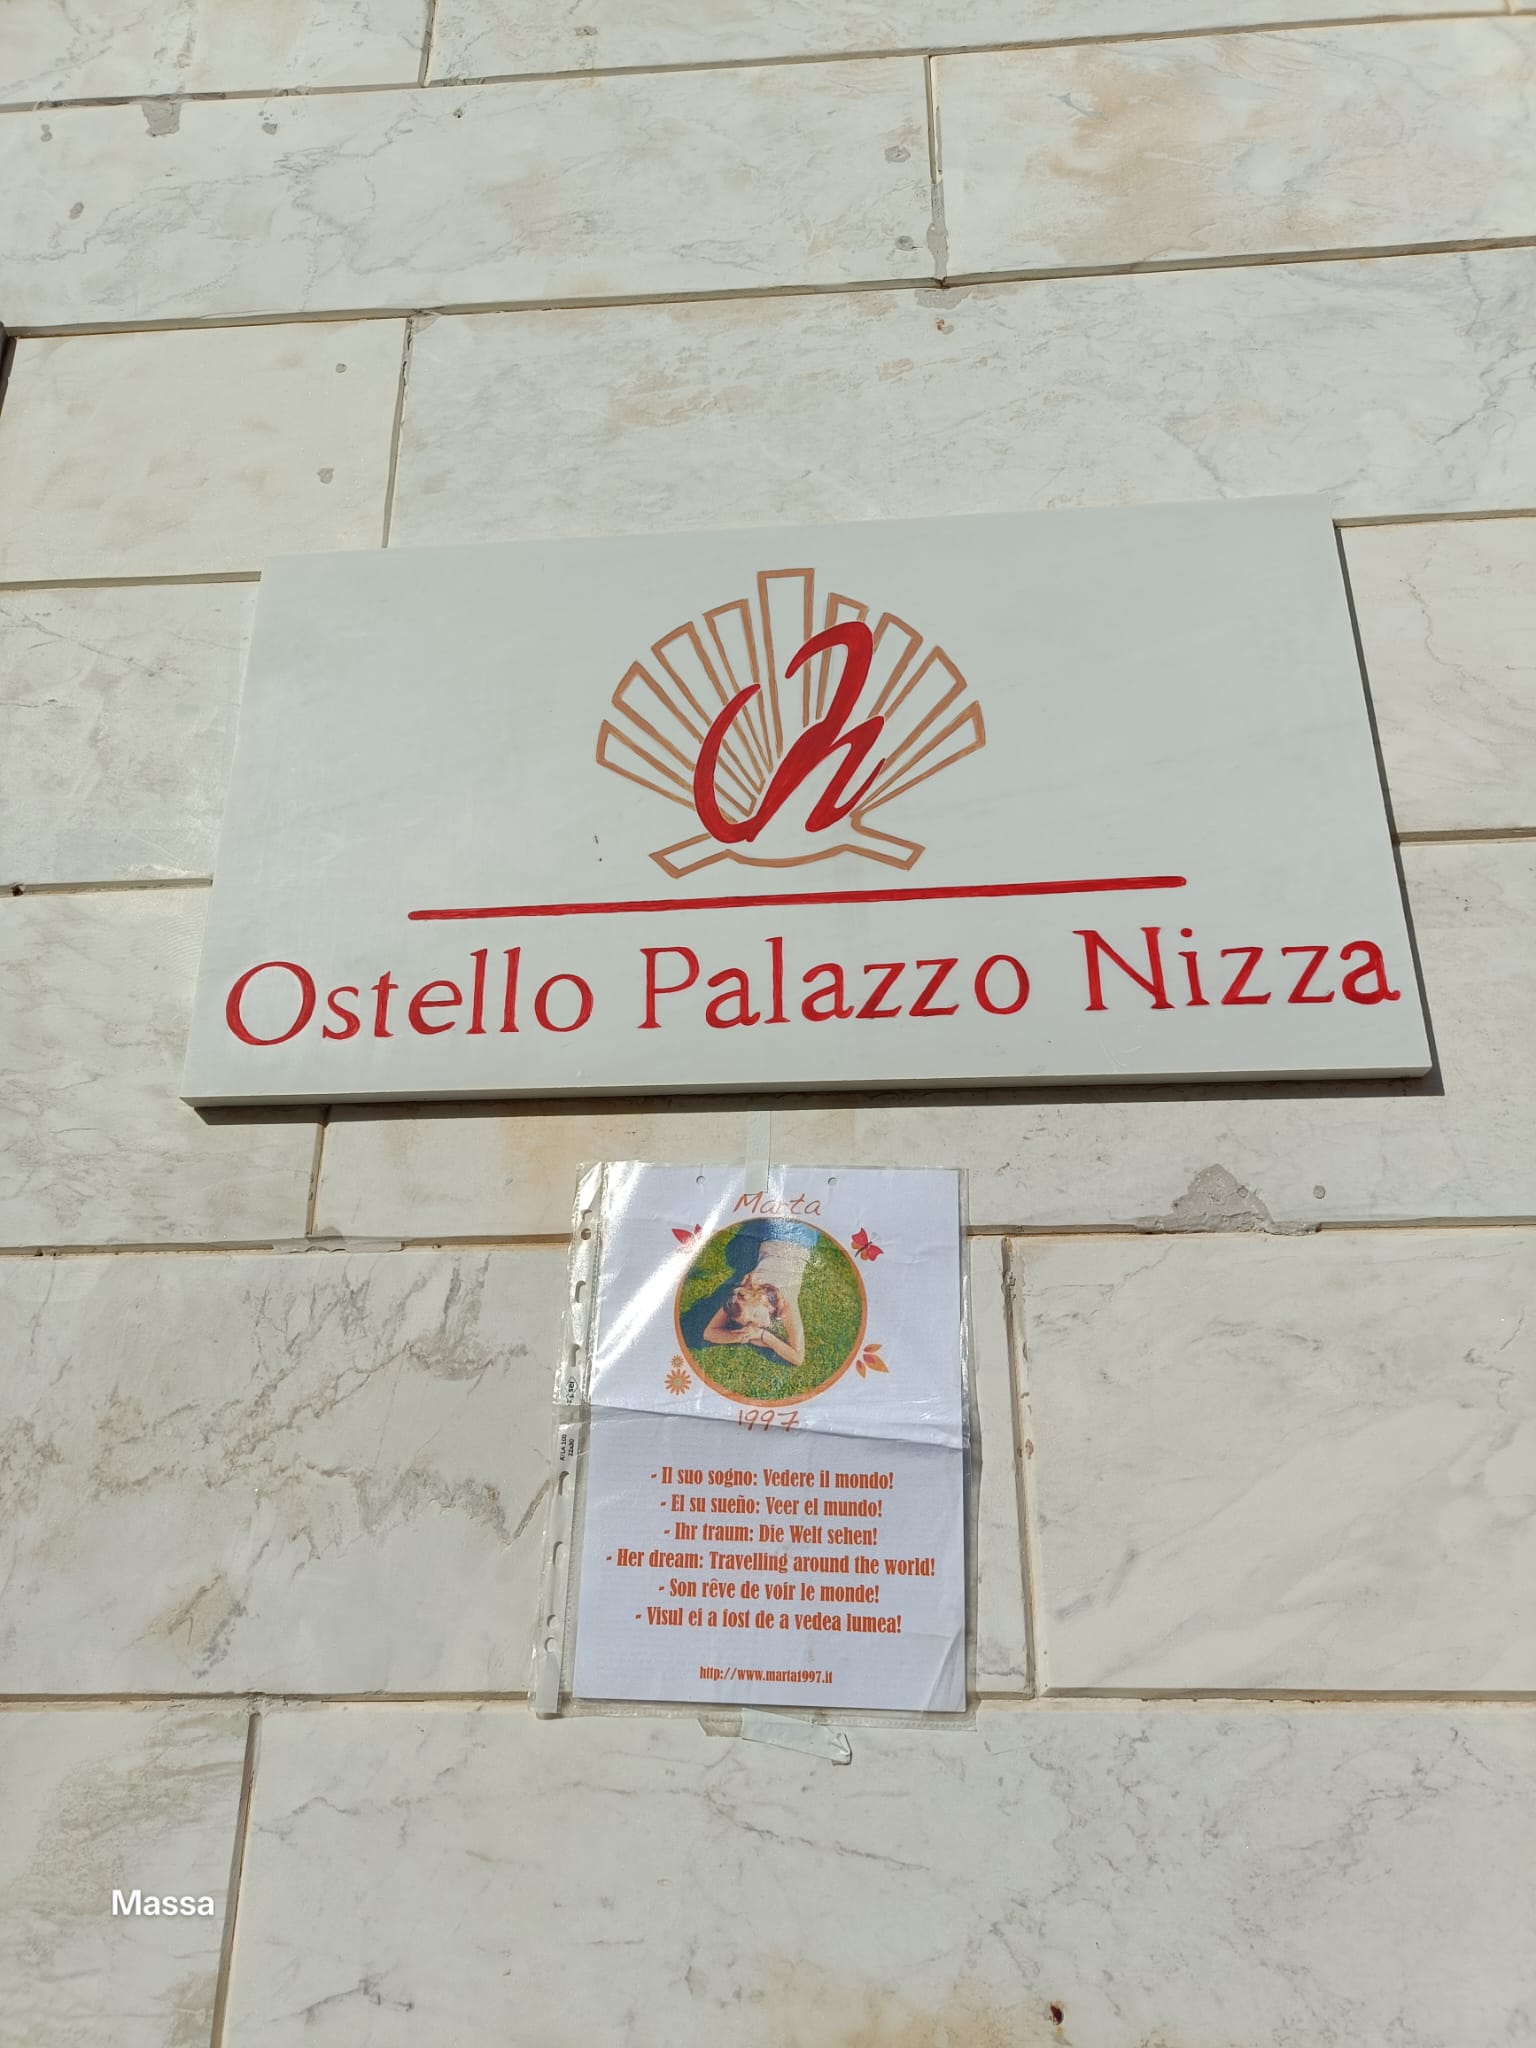 Ostello Palazzo Nizza
Marta
1997
- Il suo sogno: Vedere il mondo!
- El su sueño: Veer el mundo!
- Ihr traum: Die Welt sehen!
- Her dream: Travelling around the world!
- Son rêve de voir le monde!
- Visul ei a fost de a vedea lumea!
http://www.marta1997.it
Massa